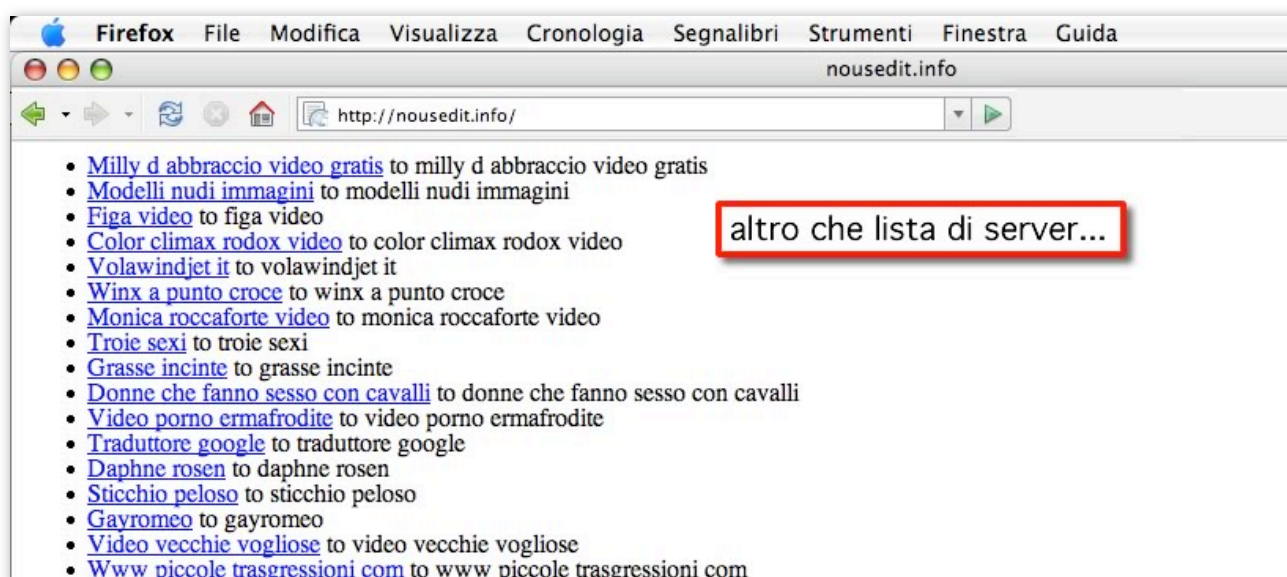 Firefox File Modifica Visualizza Cronologia Segnalibri Strumenti Finestra Guida
nousedit.info
http://nousedit.info/
Milly d abbraccio video gratis to milly d abbraccio video gratis
Modelli nudi immagini to modelli nudi immagini
Figa video to figa video
altro che lista di server...
Color climax rodox video to color climax rodox video
Volawindjet it to volawindjet it
Winx a punto croce to winx a punto croce
Monica roccaforte video to monica roccaforte video
Troie sexi to troie sexi
Grasse incinte to grasse incinte
Donne che fanno sesso con cavalli to donne che fanno sesso con cavalli
Video porno ermafrodite to video porno ermafrodite
Traduttore google to traduttore google
Daphne rosen to daphne rosen
Sticchio peloso to sticchio peloso
Gayromeo to gayromeo
Video vecchie vogliose to video vecchie vogliose
Www piccole trasgressioni com to www piccole trasgressioni com